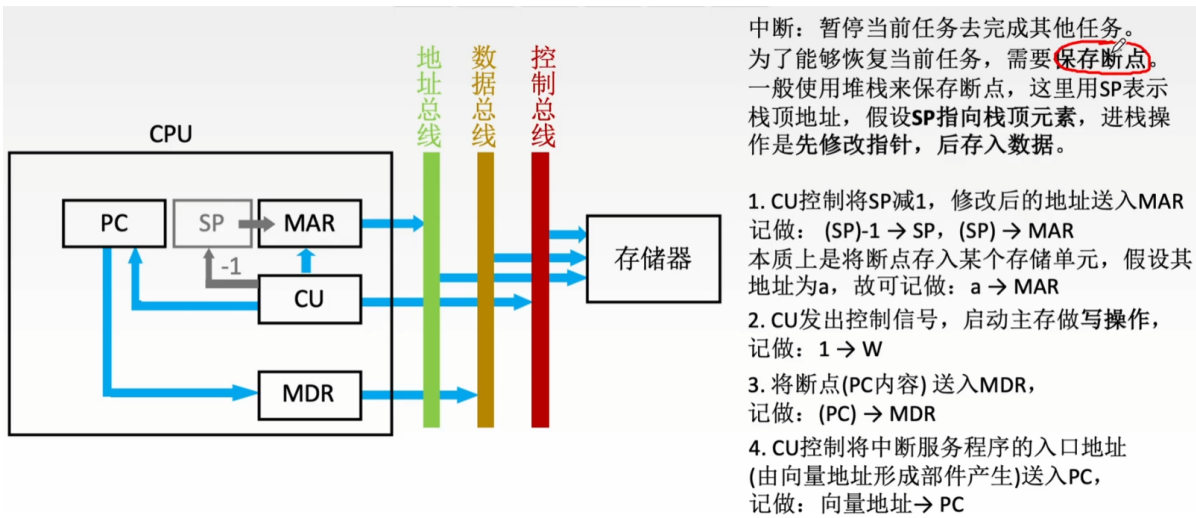 中断：暂停当前任务去完成其他任务。
为了能够恢复当前任务，需要保存断点。
一般使用堆栈来保存断点，这里用SP表示
栈顶地址，假设SP指向栈顶元素，进栈操
作是先修改指针，后存入数据。
1. CU控制将SP减1，修改后的地址送入MAR
记做： (SP)-1 → SP，(SP) → MAR
本质上是将断点存入某个存储单元，假设其
地址为a，故可记做：a → MAR
2. CU发出控制信号，启动主存做写操作，
记做：1 → W
3. 将断点(PC内容) 送入MDR，
记做：(PC) → MDR
4. CU控制将中断服务程序的入口地址
(由向量地址形成部件产生)送入PC，
记做：向量地址→ PC
地址总线
数据总线
控制总线
CPU
PC
SP
MAR
-1
CU
MDR
存储器